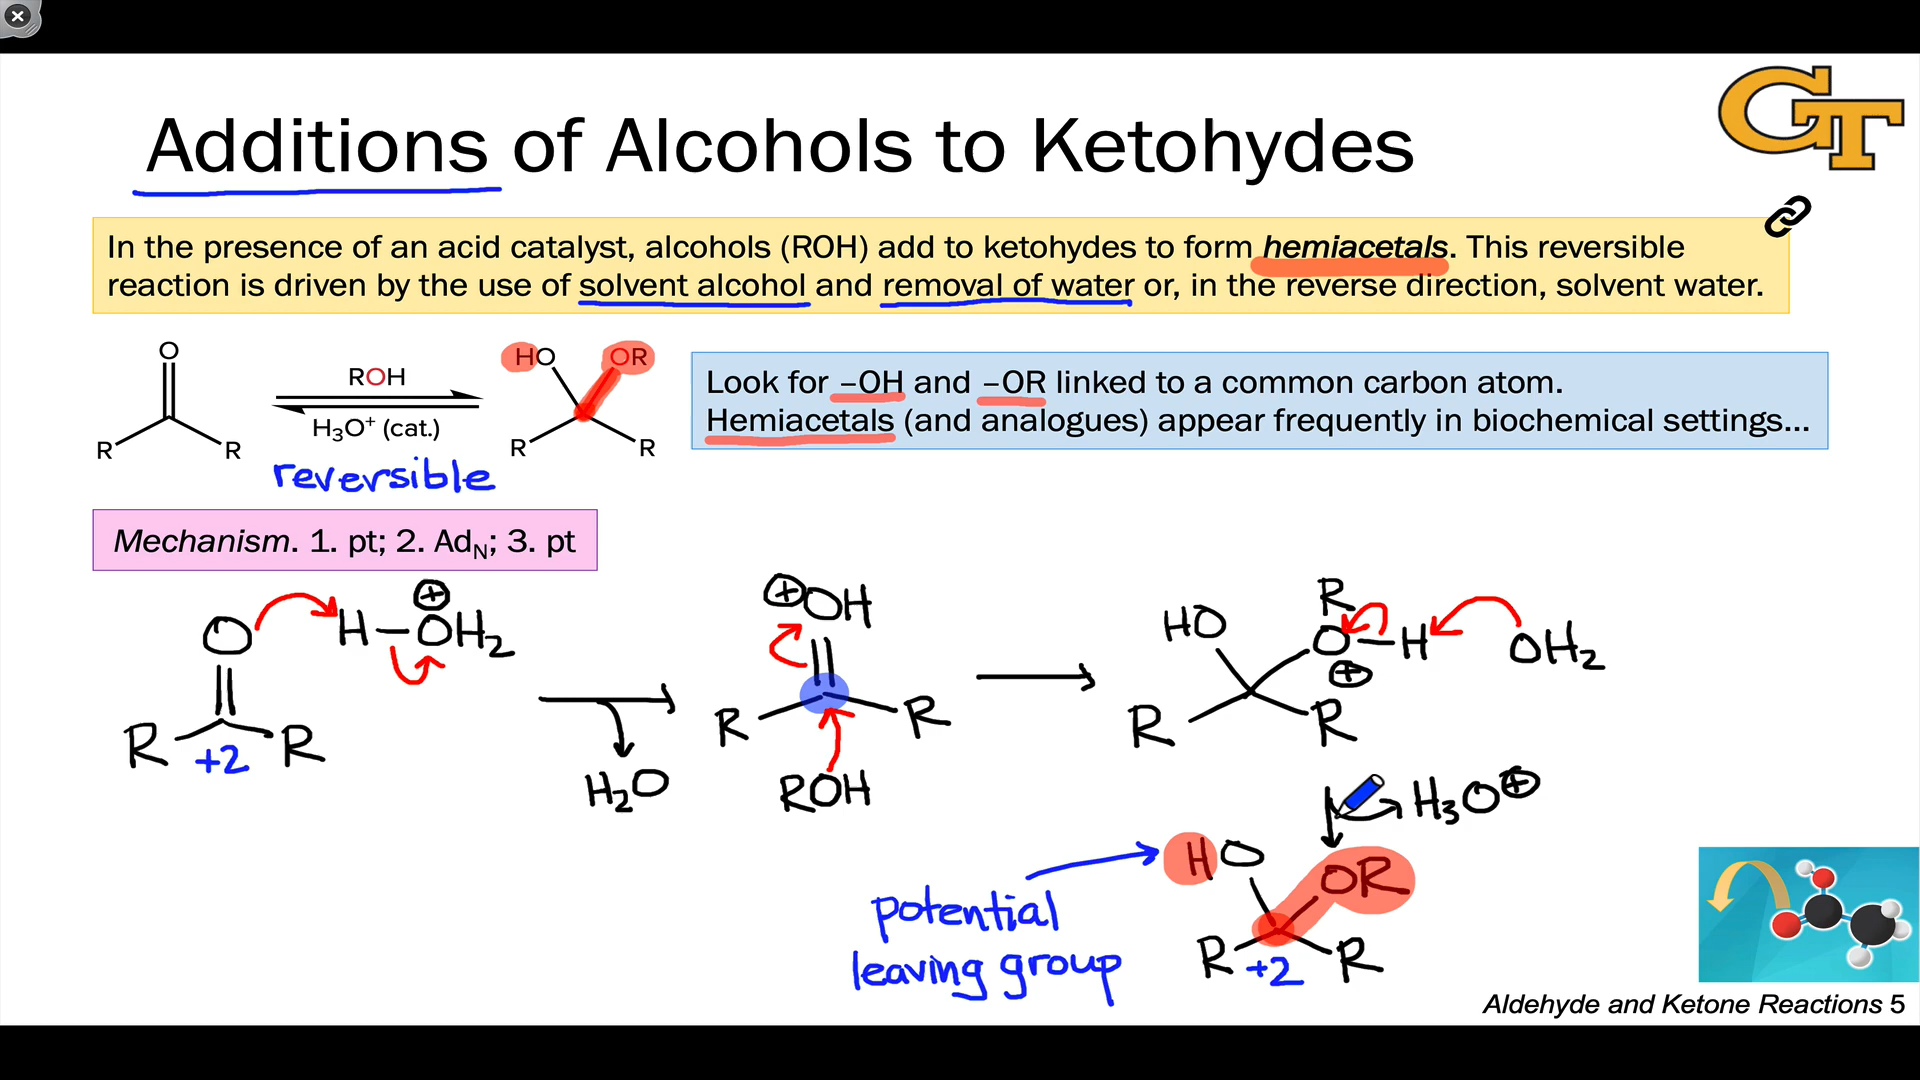 GT
Additions of Alcohols to Ketohydes
In the presence of an acid catalyst, alcohols (ROH) add to ketohydes to form hemiacetals. This reversible
reaction is driven by the use of solvent alcohol and removal of water or, in the reverse direction, solvent water.
O
R R
ROH
H₃O⁺ (cat.)
reversible
HO OR
R R
Look for –OH and –OR linked to a common carbon atom.
Hemiacetals (and analogues) appear frequently in biochemical settings...
Mechanism. 1. pt; 2. Ad_N; 3. pt
O H–OH₂ ⊕
R +2 R
H₂O
⊕OH
R R
ROH
HO R
O–H OH₂
⊕
R R
H₃O⊕
HO OR
R +2 R
potential
leaving group
Aldehyde and Ketone Reactions 5